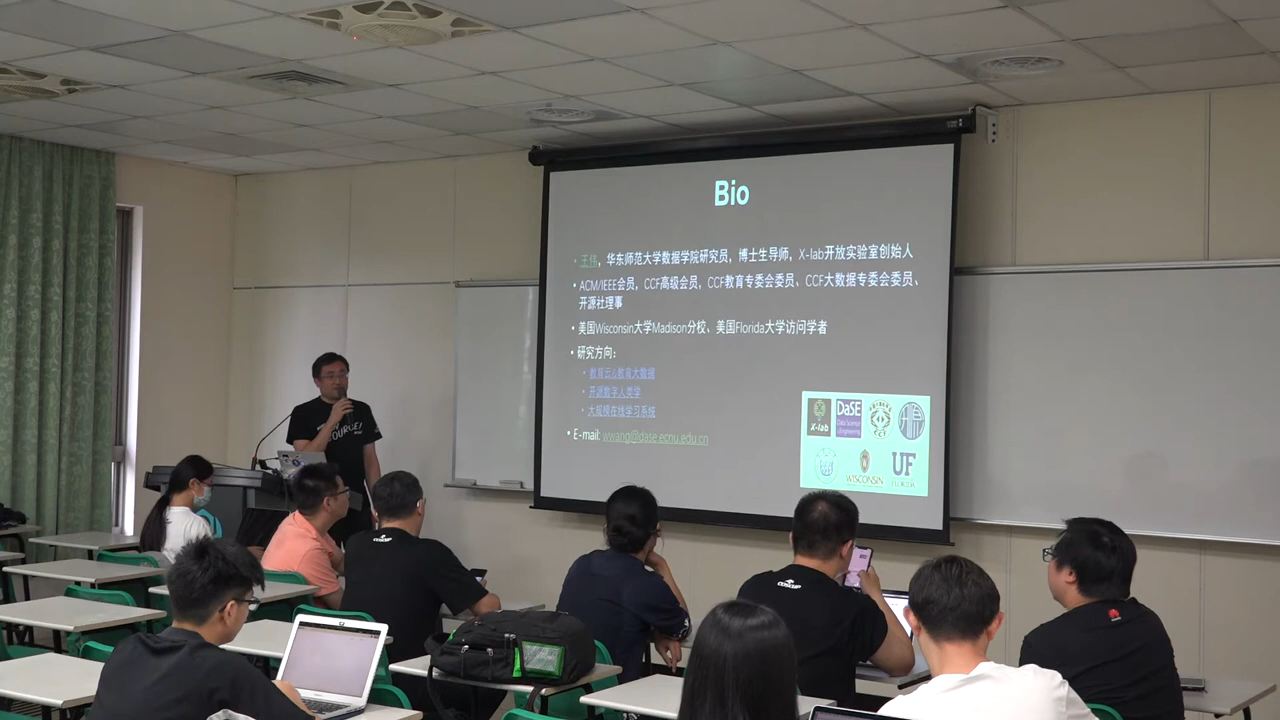 Bio
王伟，华东师范大学数据学院研究员，博士生导师，X-lab开放实验室创始人
ACM/IEEE会员，CCF高级会员，CCF教育专委会委员、CCF大数据专委会委员、
开源社理事
美国Wisconsin大学Madison分校、美国Florida大学访问学者
研究方向：
教育云&教育大数据
开源数字人类学
大规模在线学习系统
E-mail: wwang@dase.ecnu.edu.cn
X-lab
DaSE
Data Science
&Engineering
WISCONSIN
UF
FLORIDA
OURCE!
COSCUP
COSCUP